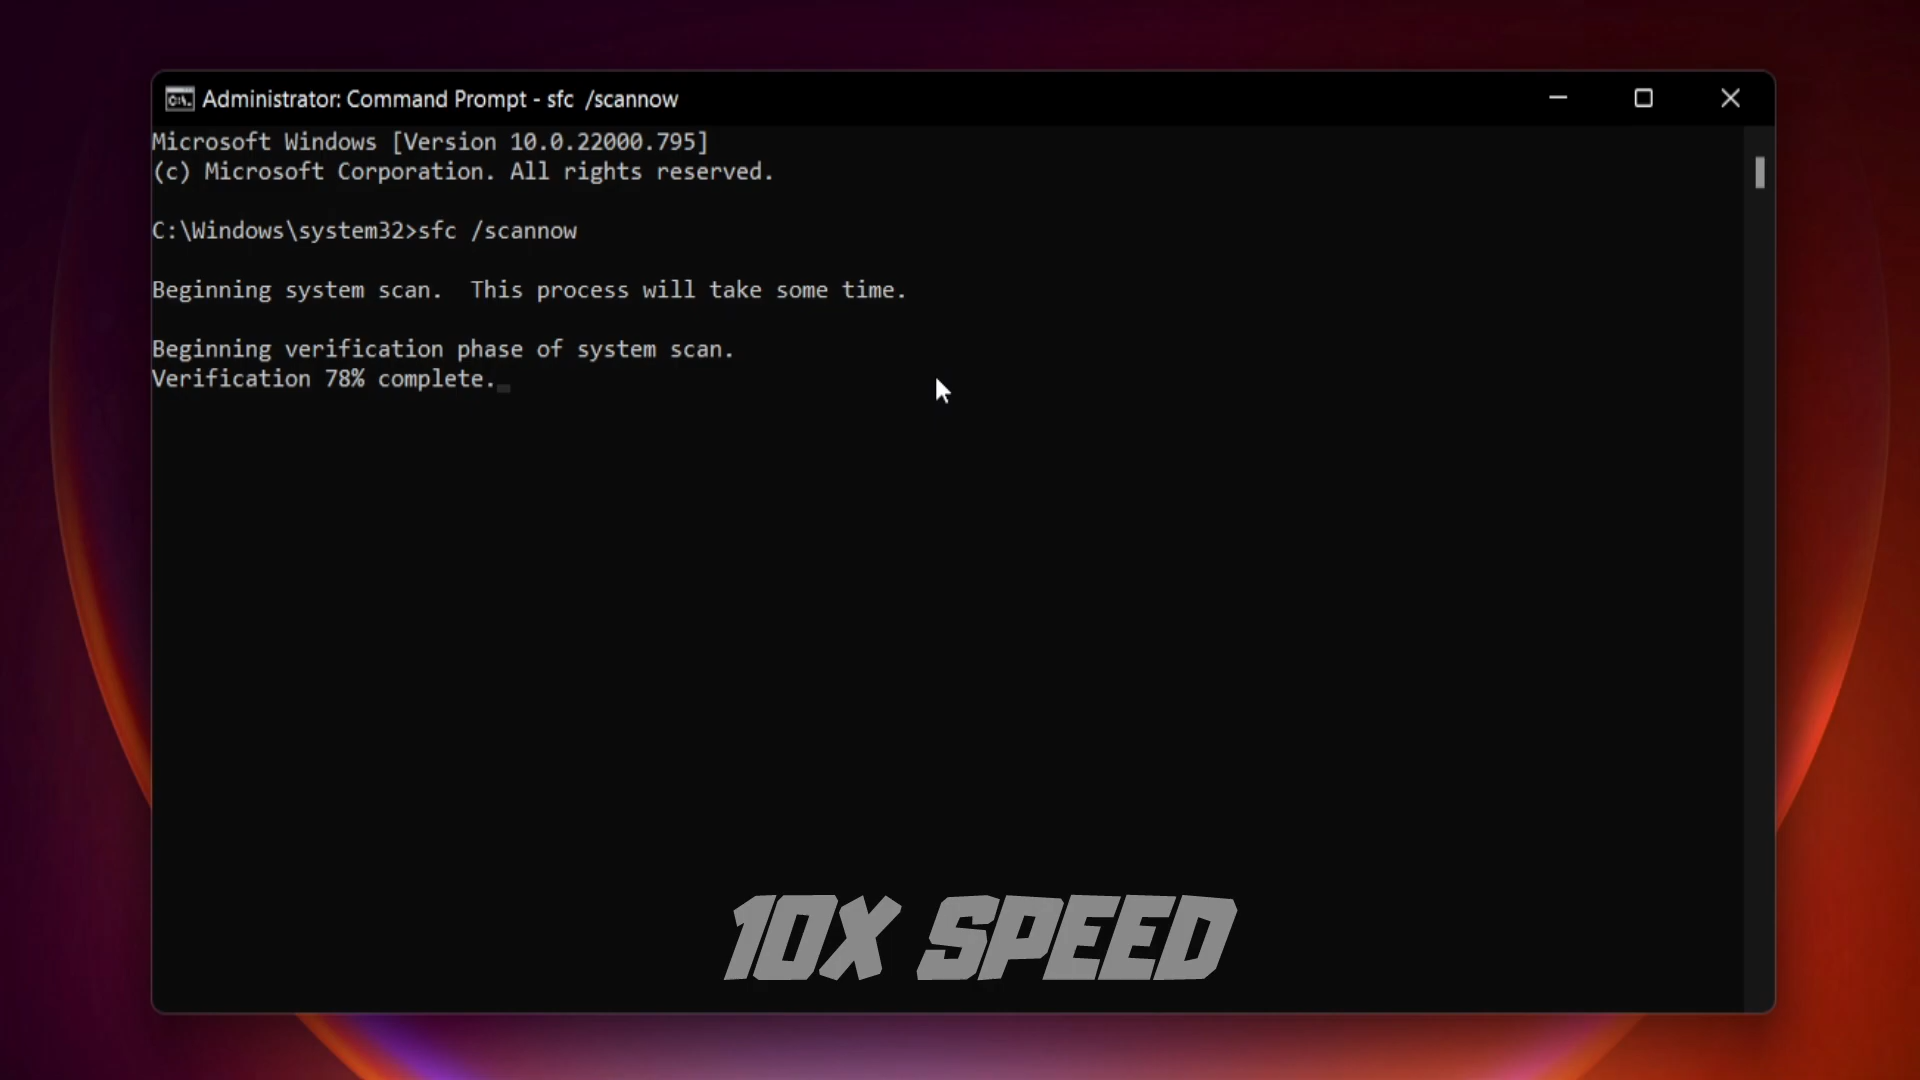 Administrator: Command Prompt - sfc  /scannow
Microsoft Windows [Version 10.0.22000.795]
(c) Microsoft Corporation. All rights reserved.
C:\Windows\system32>sfc /scannow
Beginning system scan.  This process will take some time.
Beginning verification phase of system scan.
Verification 78% complete.
10X SPEED